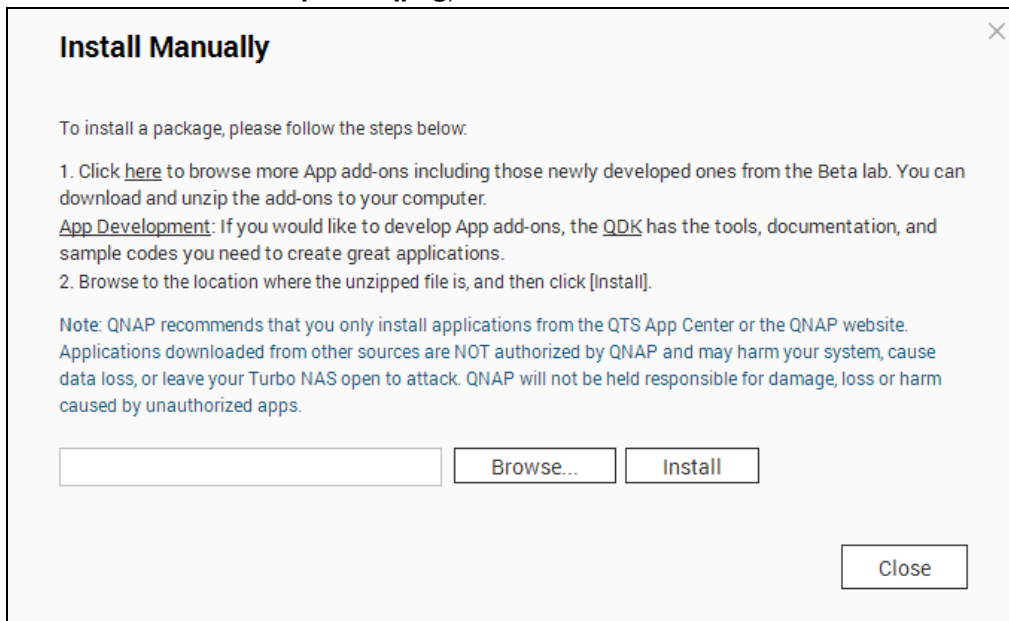 Install Manually
To install a package, please follow the steps below:
1. Click here to browse more App add-ons including those newly developed ones from the Beta lab. You can
download and unzip the add-ons to your computer.
App Development: If you would like to develop App add-ons, the QDK has the tools, documentation, and
sample codes you need to create great applications.
2. Browse to the location where the unzipped file is, and then click [Install].
Note: QNAP recommends that you only install applications from the QTS App Center or the QNAP website.
Applications downloaded from other sources are NOT authorized by QNAP and may harm your system, cause
data loss, or leave your Turbo NAS open to attack. QNAP will not be held responsible for damage, loss or harm
caused by unauthorized apps.
Browse... Install
Close